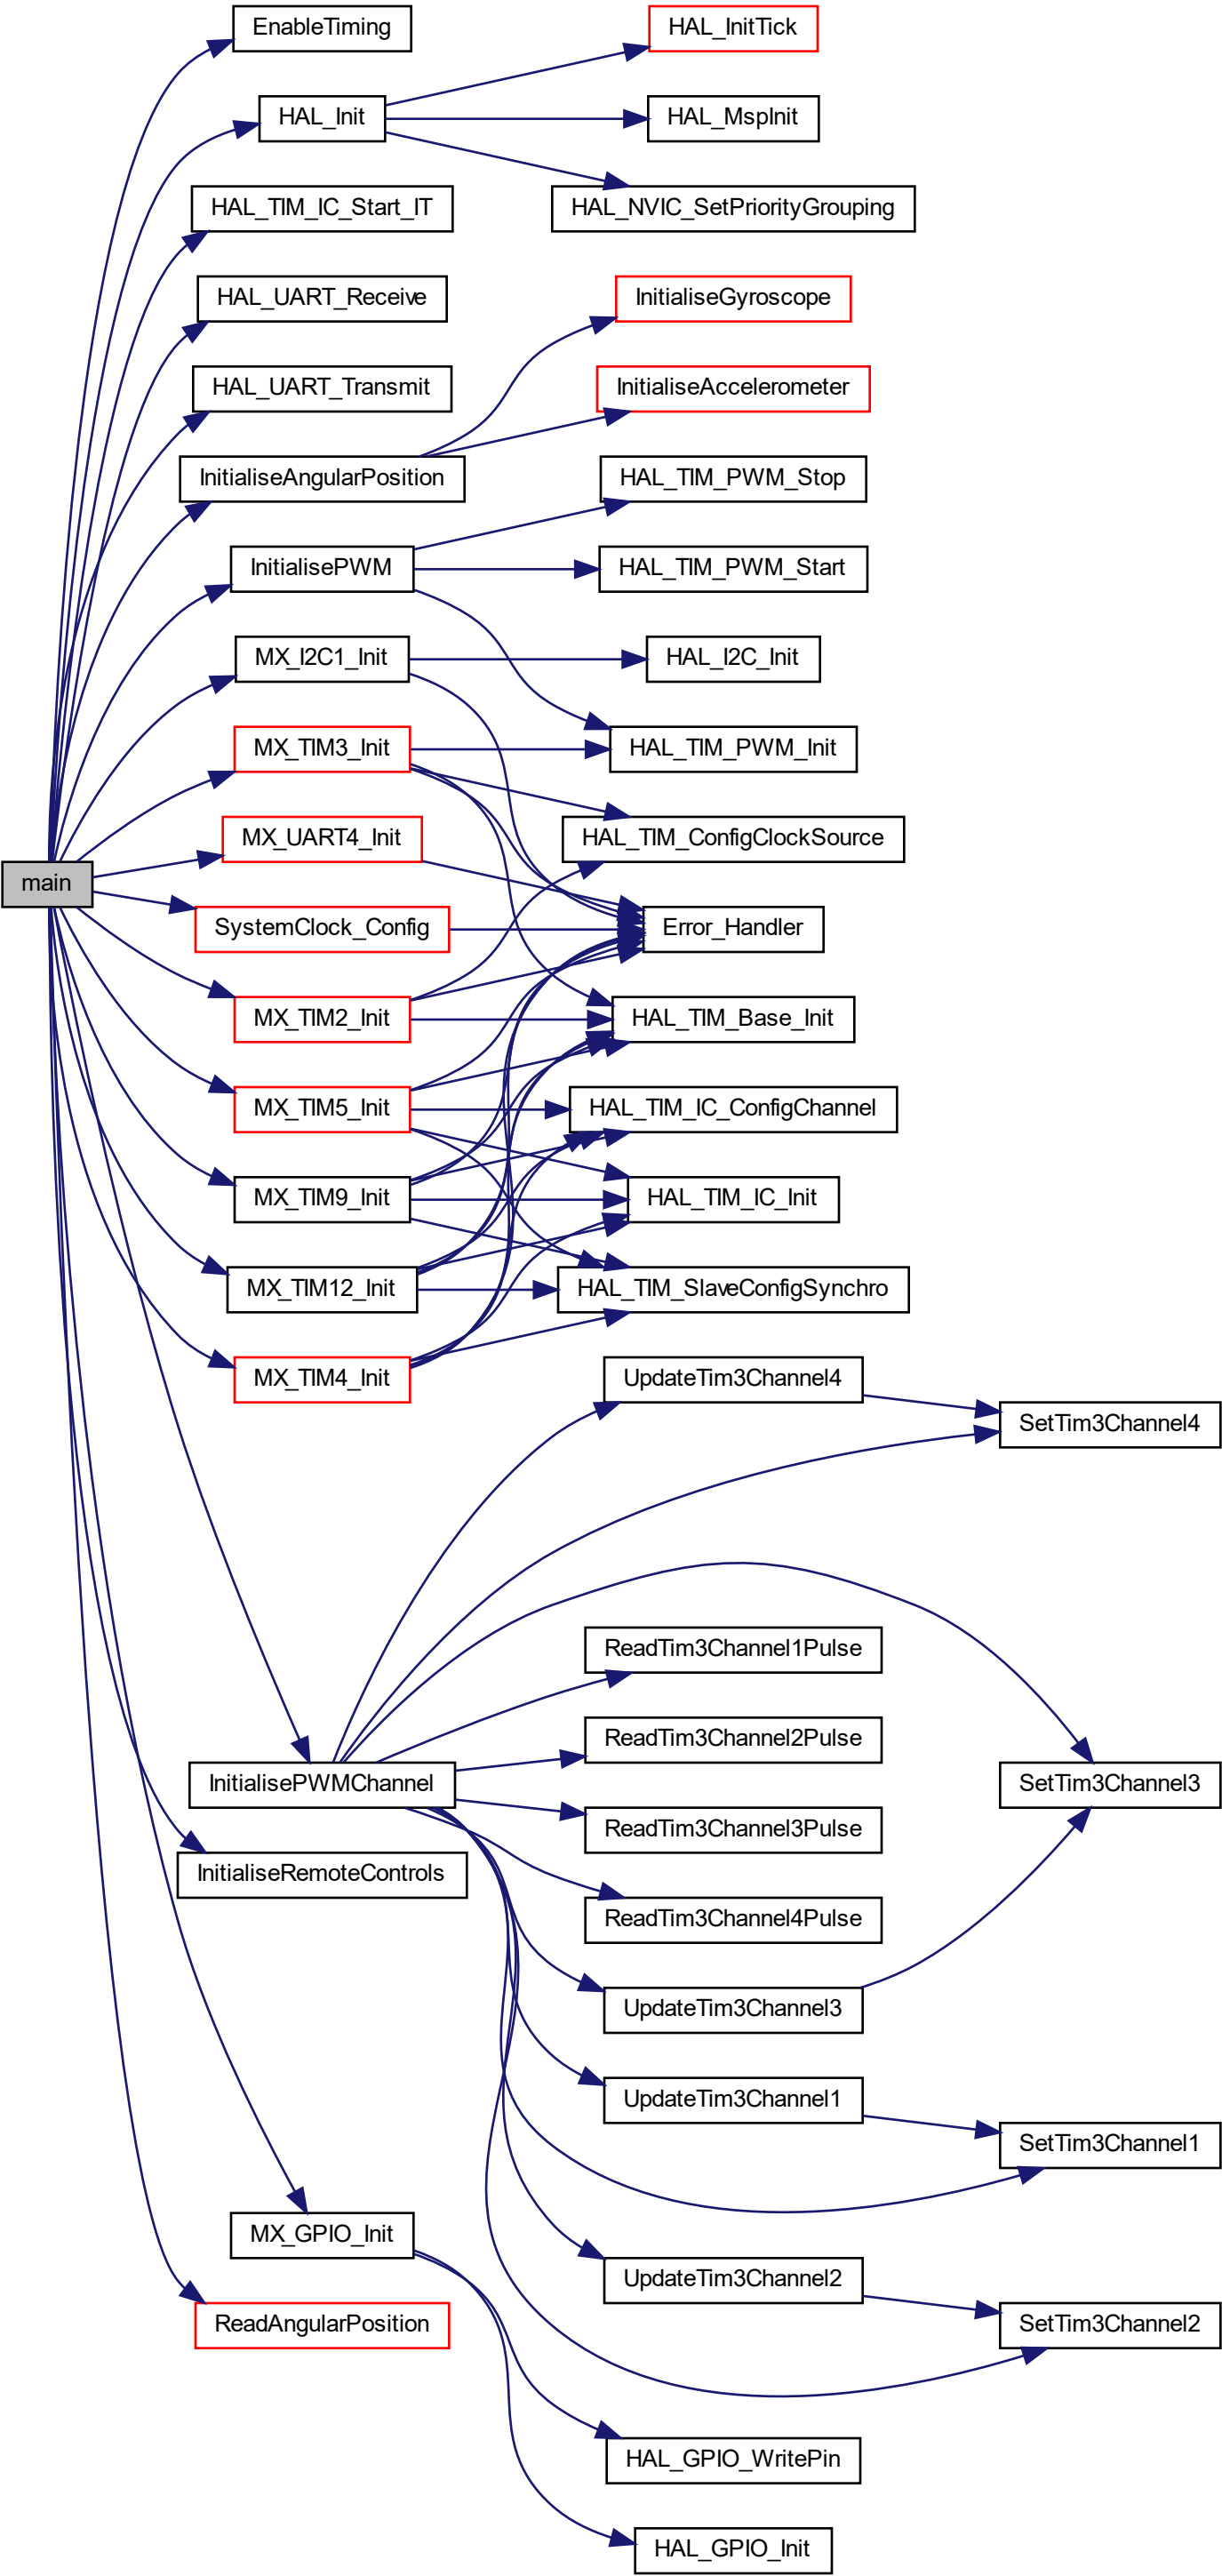 EnableTiming
HAL_InitTick
HAL_Init
HAL_MspInit
HAL_TIM_IC_Start_IT
HAL_NVIC_SetPriorityGrouping
HAL_UART_Receive
InitialiseGyroscope
HAL_UART_Transmit
InitialiseAccelerometer
InitialiseAngularPosition
HAL_TIM_PWM_Stop
InitialisePWM
HAL_TIM_PWM_Start
MX_I2C1_Init
HAL_I2C_Init
MX_TIM3_Init
HAL_TIM_PWM_Init
MX_UART4_Init
HAL_TIM_ConfigClockSource
main
SystemClock_Config
Error_Handler
MX_TIM2_Init
HAL_TIM_Base_Init
MX_TIM5_Init
HAL_TIM_IC_ConfigChannel
MX_TIM9_Init
HAL_TIM_IC_Init
MX_TIM12_Init
HAL_TIM_SlaveConfigSynchro
MX_TIM4_Init
UpdateTim3Channel4
SetTim3Channel4
ReadTim3Channel1Pulse
ReadTim3Channel2Pulse
InitialisePWMChannel
SetTim3Channel3
ReadTim3Channel3Pulse
InitialiseRemoteControls
ReadTim3Channel4Pulse
UpdateTim3Channel3
UpdateTim3Channel1
SetTim3Channel1
MX_GPIO_Init
UpdateTim3Channel2
ReadAngularPosition
SetTim3Channel2
HAL_GPIO_WritePin
HAL_GPIO_Init